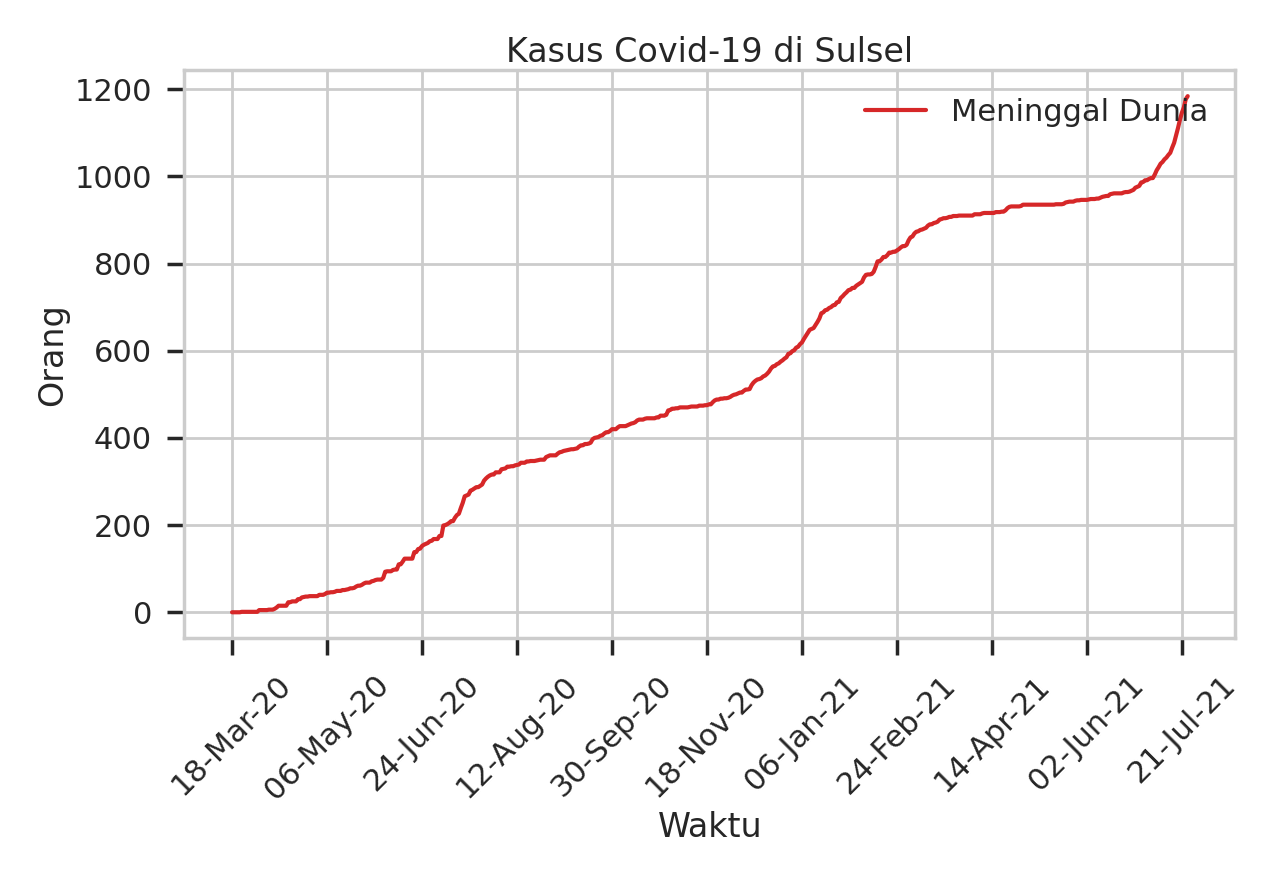 Kasus Covid-19 di Sulsel
Meninggal Dunia
1200
1000
800
600
400
200
0
Orang
18-Mar-20
06-May-20
24-Jun-20
12-Aug-20
30-Sep-20
18-Nov-20
06-Jan-21
24-Feb-21
14-Apr-21
02-Jun-21
21-Jul-21
Waktu